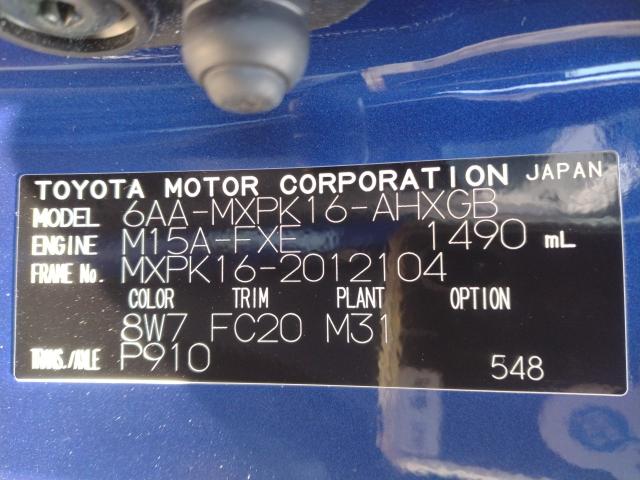 TOYOTA MOTOR CORPORATION JAPAN
MODEL 6AA-MXPK16-AHXGB
ENGINE M15A-FXE 1490 mL
FRAME No. MXPK16-2012104
COLOR TRIM PLANT OPTION
8W7 FC20 M31
TRANS./AXLE P910
548